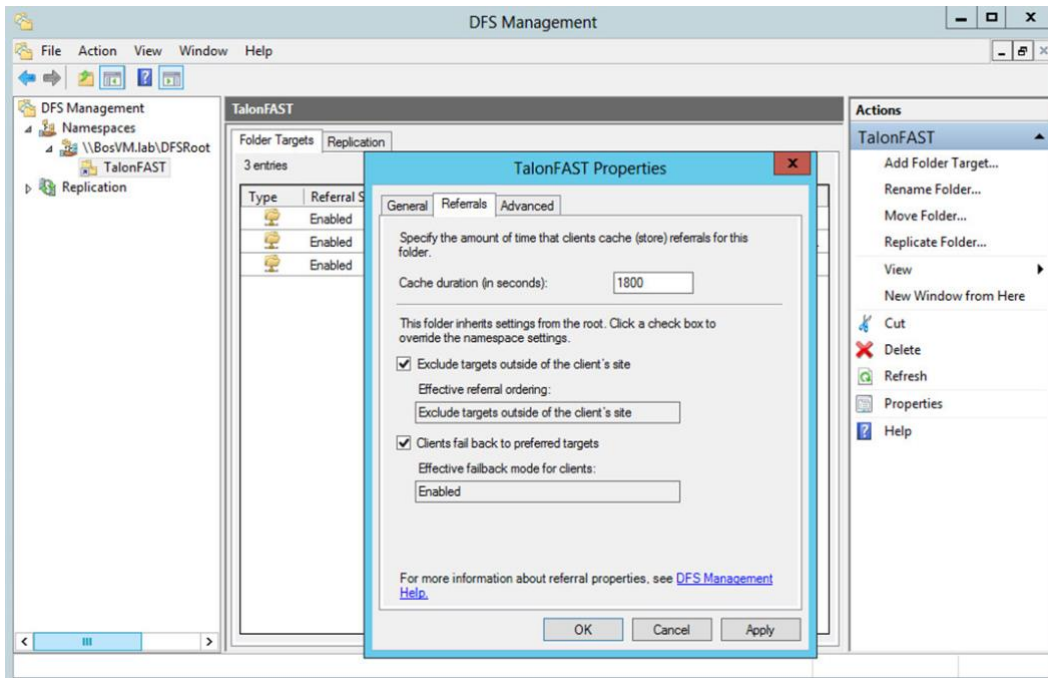 DFS Management
File Action View Window Help
DFS Management
Namespaces
\\BosVM.lab\DFSRoot
TalonFAST
Replication
TalonFAST
Folder Targets Replication
3 entries
Type Referral S
Enabled
Enabled
Enabled
TalonFAST Properties
General Referrals Advanced
Specify the amount of time that clients cache (store) referrals for this
folder.
Cache duration (in seconds): 1800
This folder inherits settings from the root. Click a check box to
override the namespace settings.
Exclude targets outside of the client's site
Effective referral ordering:
Exclude targets outside of the client's site
Clients fail back to preferred targets
Effective failback mode for clients:
Enabled
For more information about referral properties, see DFS Management
Help.
OK Cancel Apply
Actions
TalonFAST
Add Folder Target...
Rename Folder...
Move Folder...
Replicate Folder...
View
New Window from Here
Cut
Delete
Refresh
Properties
Help